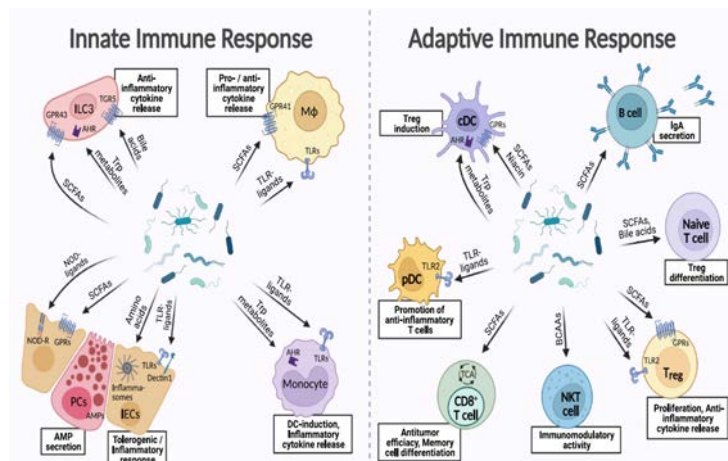 Innate Immune Response
Adaptive Immune Response
Anti-
inflammatory
cytokine
release
TGR5
GPR43
ILC3
AHR
Bile
acids
Trp
metabolites
SCFAs
Pro- / anti-
inflammatory
cytokine
release
GPR41
Mϕ
TLRs
SCFAs
TLR-
ligands
NOD-
ligands
SCFAs
Amino acids
TLR-
ligands
Trp
metabolites
TLR-
ligands
NOD-R
GPRs
PCs
AMPs
TLRs
Dectin1
Inflamma-
somes
IECs
AMP
secretion
Tolerogenic /
Inflammatory
response
AHR
TLRs
Monocyte
DC-induction,
Inflammatory
cytokine release
Treg
induction
cDC
AHR
GPRs
SCFAs
Niacin
Trp
metabolites
SCFAs
B cell
IgA
secretion
SCFAs,
Bile acids
Naive
T cell
Treg
differentiation
TLR-
ligands
TLR2
pDC
Promotion of
anti-inflammatory
T cells
SCFAs
TCA
CD8+
T cell
Antitumor
efficiacy, Memory
cell differentiation
BCAAs
NKT
cell
Immunomodulatory
activity
SCFAs
TLR-
ligands
GPRs
TLR2
Treg
Proliferation, Anti-
inflammatory
cytokine release